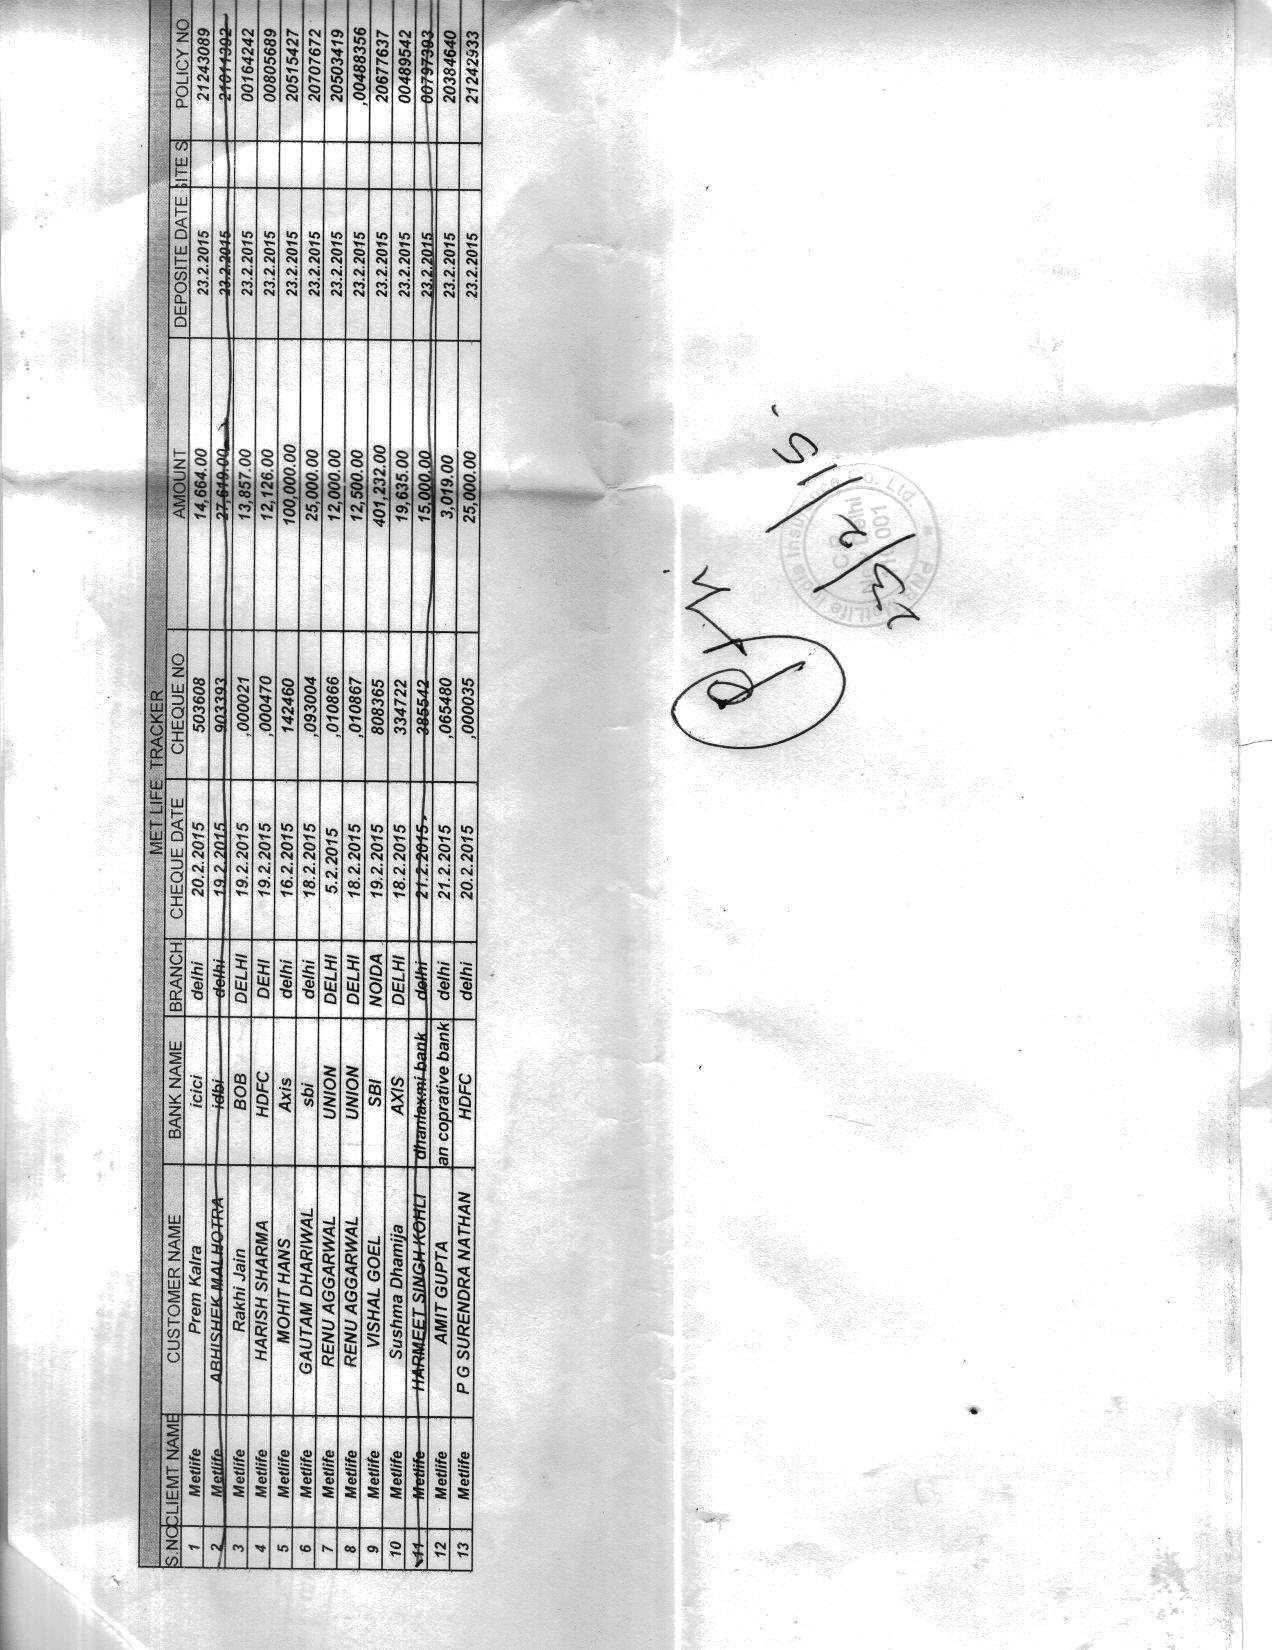 MET LIFE TRACKER
S.NO CLIEMT NAME CUSTOMER NAME BANK NAME BRANCH CHEQUE DATE CHEQUE NO AMOUNT DEPOSITE DATE SITE S POLICY NO
1 Metlife Prem Kalra icici delhi 20.2.2015 503608 14,664.00 23.2.2015 21243089
2 Metlife ABHISHEK MALHOTRA idbi delhi 19.2.2015 903393 27,619.00 23.2.2015 21011392
3 Metlife Rakhi Jain BOB DELHI 19.2.2015 ,000021 13,857.00 23.2.2015 00164242
4 Metlife HARISH SHARMA HDFC DEHI 19.2.2015 ,000470 12,126.00 23.2.2015 00805689
5 Metlife MOHIT HANS Axis delhi 16.2.2015 142460 100,000.00 23.2.2015 20515427
6 Metlife GAUTAM DHARIWAL sbi delhi 18.2.2015 ,093004 25,000.00 23.2.2015 20707672
7 Metlife RENU AGGARWAL UNION DELHI 5.2.2015 ,010866 12,000.00 23.2.2015 20503419
8 Metlife RENU AGGARWAL UNION DELHI 18.2.2015 ,010867 12,500.00 23.2.2015 ,00488356
9 Metlife VISHAL GOEL SBI NOIDA 19.2.2015 808365 401,232.00 23.2.2015 20677637
10 Metlife Sushma Dhamija AXIS DELHI 18.2.2015 334722 19,635.00 23.2.2015 00489542
11 Metlife HARMEET SINGH KOHLI dhanlaxmi bank delhi 21.2.2015 385542 15,000.00 23.2.2015 00797393
12 Metlife AMIT GUPTA an coprative bank delhi 21.2.2015 ,065480 3,019.00 23.2.2015 20384640
13 Metlife P G SURENDRA NATHAN HDFC delhi 20.2.2015 ,000035 25,000.00 23.2.2015 21242933
23/2/15
PNB MetLife India Insurance Co. Ltd.
Delhi
001